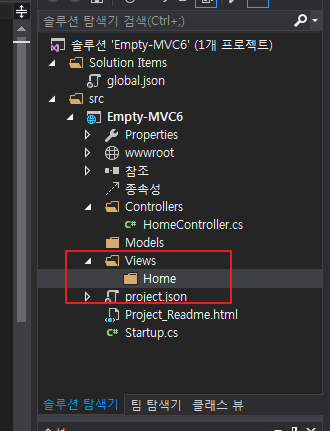 솔루션 탐색기 검색(Ctrl+;)
솔루션 'Empty-MVC6' (1개 프로젝트)
Solution Items
global.json
src
Empty-MVC6
Properties
wwwroot
참조
종속성
Controllers
C# HomeController.cs
Models
Views
Home
project.json
Project_Readme.html
C# Startup.cs
솔루션 탐색기 팀 탐색기 클래스 뷰